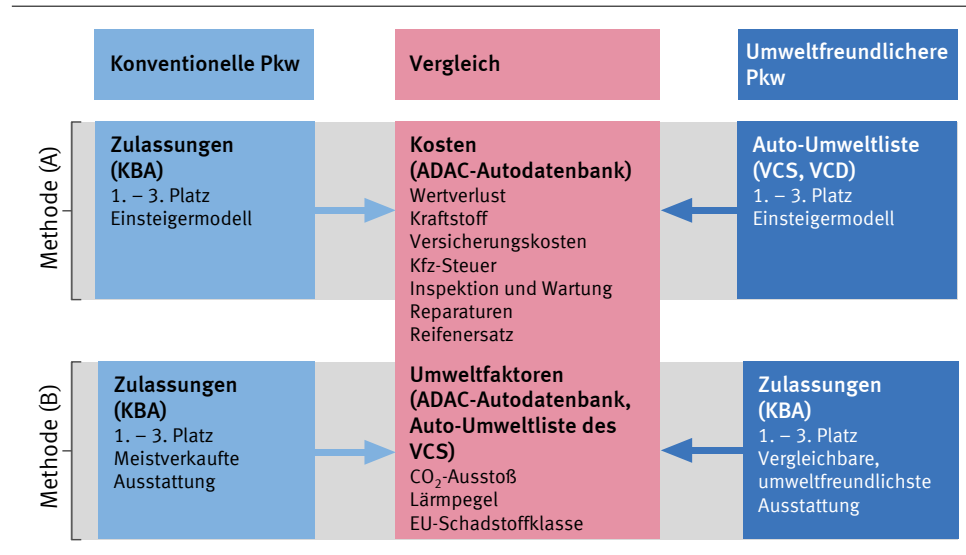 Konventionelle Pkw
Vergleich
Umweltfreundlichere
Pkw
Methode (A)
Zulassungen
(KBA)
1. – 3. Platz
Einsteigermodell
Kosten
(ADAC-Autodatenbank)
Wertverlust
Kraftstoff
Versicherungskosten
Kfz-Steuer
Inspektion und Wartung
Reparaturen
Reifenersatz
Auto-Umweltliste
(VCS, VCD)
1. – 3. Platz
Einsteigermodell
Methode (B)
Zulassungen
(KBA)
1. – 3. Platz
Meistverkaufte
Ausstattung
Umweltfaktoren
(ADAC-Autodatenbank,
Auto-Umweltliste des
VCS)
CO₂-Ausstoß
Lärmpegel
EU-Schadstoffklasse
Zulassungen
(KBA)
1. – 3. Platz
Vergleichbare,
umweltfreundlichste
Ausstattung